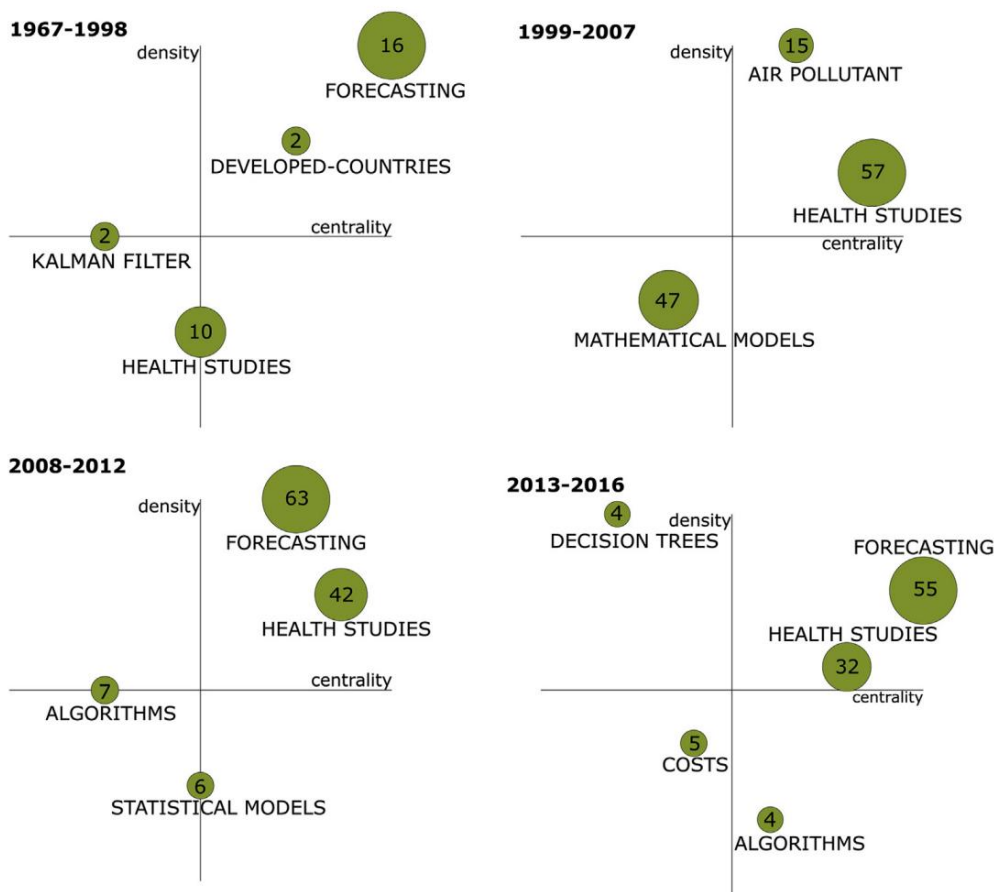 1967-1998
density
16
FORECASTING
2
DEVELOPED-COUNTRIES
centrality
2
KALMAN FILTER
10
HEALTH STUDIES
1999-2007
density
15
AIR POLLUTANT
57
HEALTH STUDIES
centrality
47
MATHEMATICAL MODELS
2008-2012
density
63
FORECASTING
42
HEALTH STUDIES
centrality
7
ALGORITHMS
6
STATISTICAL MODELS
2013-2016
4
density
DECISION TREES
FORECASTING
55
HEALTH STUDIES
32
centrality
5
COSTS
4
ALGORITHMS